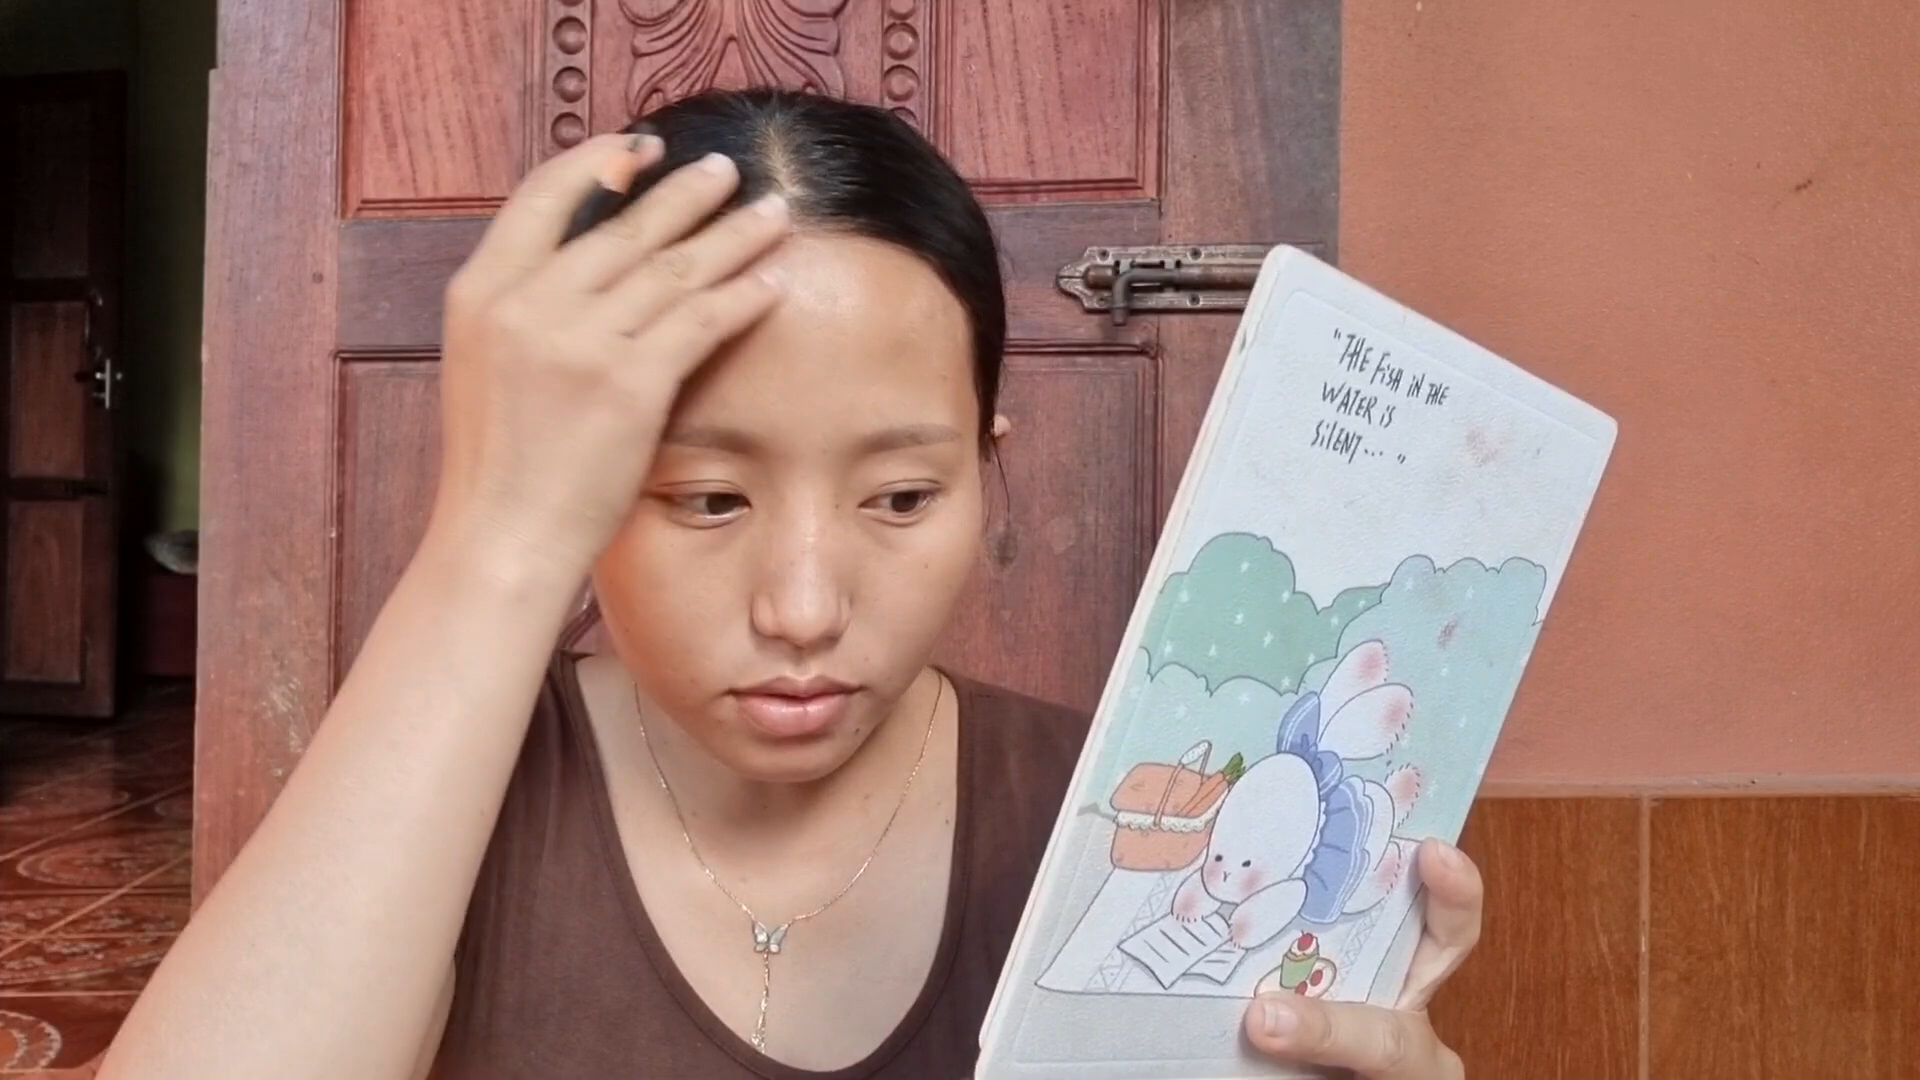 "THE FiSH iN THE
WATER iS
SiLENT... "